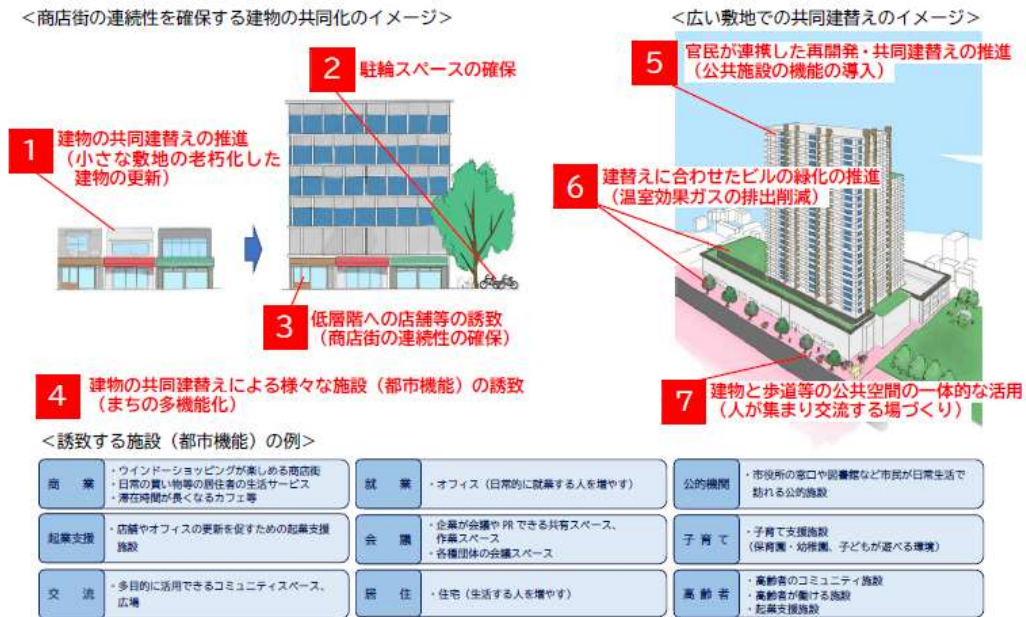 <商店街の連続性を確保する建物の共同化のイメージ>
1
建物の共同建替えの推進
（小さな敷地の老朽化した
建物の更新）
2
駐輪スペースの確保
3
低層階への店舗等の誘致
（商店街の連続性の確保）
<広い敷地での共同建替えのイメージ>
5
官民が連携した再開発・共同建替えの推進
（公共施設の機能の導入）
6
建替えに合わせたビルの緑化の推進
（温室効果ガスの排出削減）
7
建物と歩道等の公共空間の一体的な活用
（人が集まり交流する場づくり）
4
建物の共同建替えによる様々な施設（都市機能）の誘致
（まちの多機能化）
<誘致する施設（都市機能）の例>
商　業
・ウインドーショッピングが楽しめる商店街
・日常の買い物等の居住者の生活サービス
・滞在時間が長くなるカフェ等
就　業
・オフィス（日常的に就業する人を増やす）
公的機関
・市役所の窓口や図書館など市民が日常生活で
訪れる公的施設
起業支援
・店舗やオフィスの更新を促すための起業支援
施設
会　議
・企業が会議や PR できる共有スペース、
作業スペース
・各種団体の会議スペース
子 育 て
・子育て支援施設
（保育園・幼稚園、子どもが遊べる環境）
交　流
・多目的に活用できるコミュニティスペース、
広場
居　住
・住宅（生活する人を増やす）
高 齢 者
・高齢者のコミュニティ施設
・高齢者が働ける施設
・起業支援施設